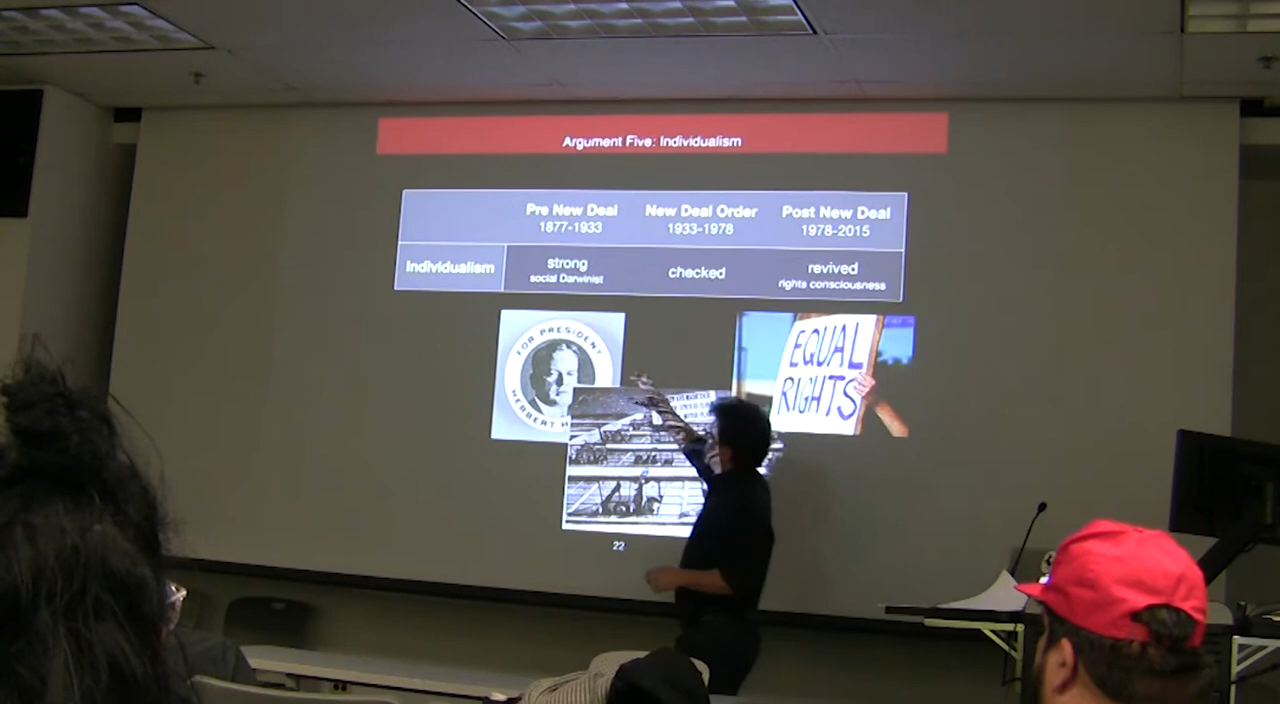 Argument Five: Individualism
Pre New Deal
1877-1933
New Deal Order
1933-1978
Post New Deal
1978-2015
Individualism
strong
social Darwinist
checked
revived
rights consciousness
FOR PRESIDENT
HERBERT
EQUAL
RIGHTS
22